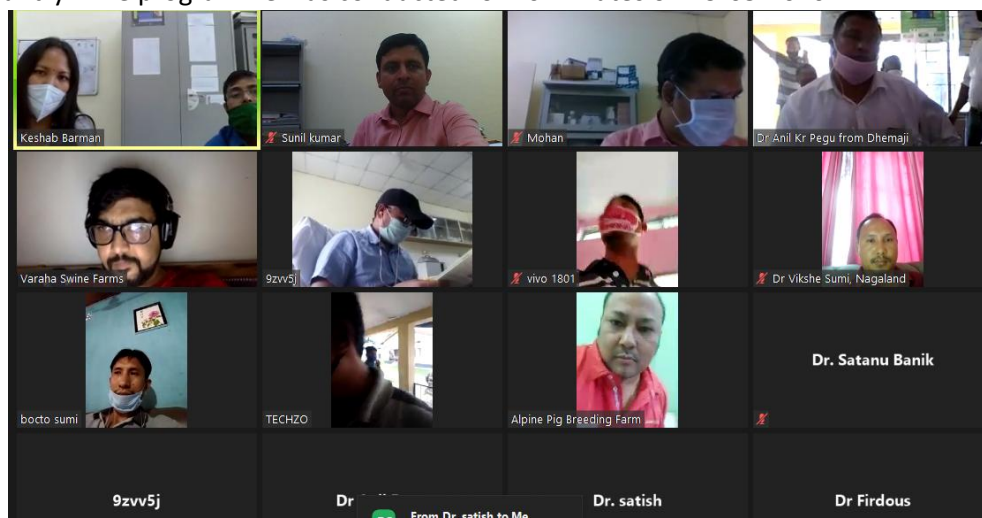 Keshab Barman
Sunil kumar
Mohan
Dr Anil Kr Pegu from Dhemaji
Varaha Swine Farms
9zvv5j
vivo 1801
Dr Vikshe Sumi, Nagaland
bocto sumi
TECHZO
Alpine Pig Breeding Farm
Dr. Satanu Banik
9zvv5j
Dr
Dr. satish
Dr Firdous
From Dr. satish to Me